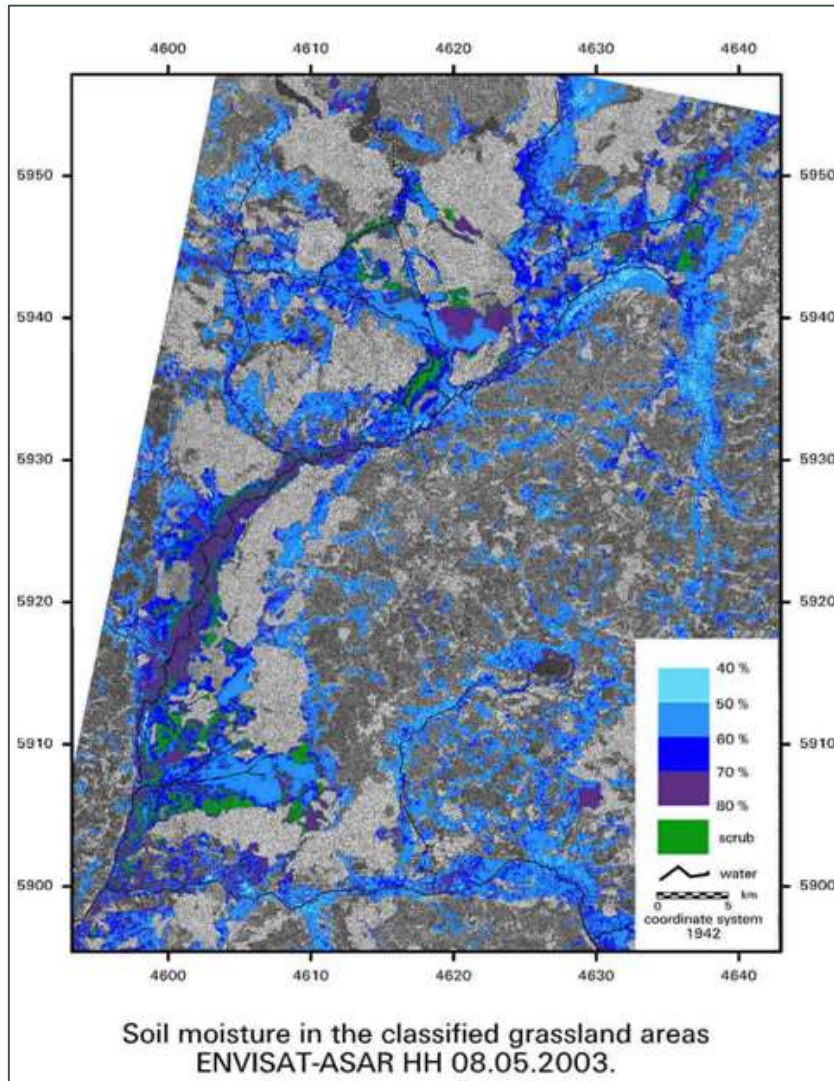 4600 4610 4620 4630 4640
5950 5950
5940 5940
5930 5930
5920 5920
5910 5910
5900 5900
40 %
50 %
60 %
70 %
80 %
scrub
water
0 5 km
coordinate system
1942
4600 4610 4620 4630 4640
Soil moisture in the classified grassland areas
ENVISAT-ASAR HH 08.05.2003.